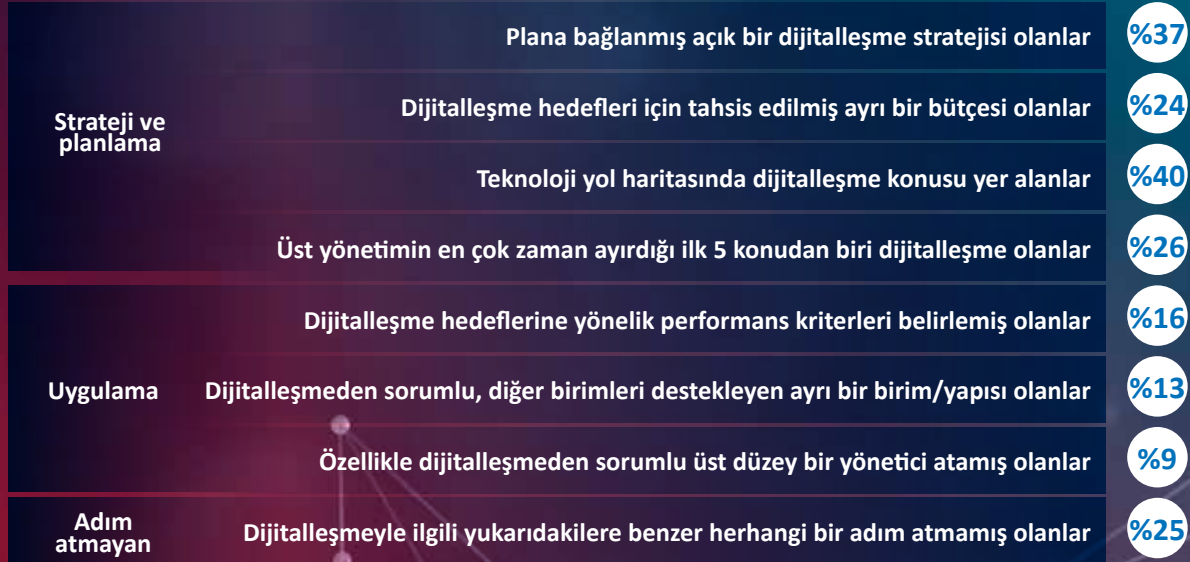 Strateji ve
planlama
Plana bağlanmış açık bir dijitalleşme stratejisi olanlar %37
Dijitalleşme hedefleri için tahsis edilmiş ayrı bir bütçesi olanlar %24
Teknoloji yol haritasında dijitalleşme konusu yer alanlar %40
Üst yönetimin en çok zaman ayırdığı ilk 5 konudan biri dijitalleşme olanlar %26
Uygulama
Dijitalleşme hedeflerine yönelik performans kriterleri belirlemiş olanlar %16
Dijitalleşmeden sorumlu, diğer birimleri destekleyen ayrı bir birim/yapısı olanlar %13
Özellikle dijitalleşmeden sorumlu üst düzey bir yönetici atamış olanlar %9
Adım
atmayan
Dijitalleşmeyle ilgili yukarıdakilere benzer herhangi bir adım atmamış olanlar %25